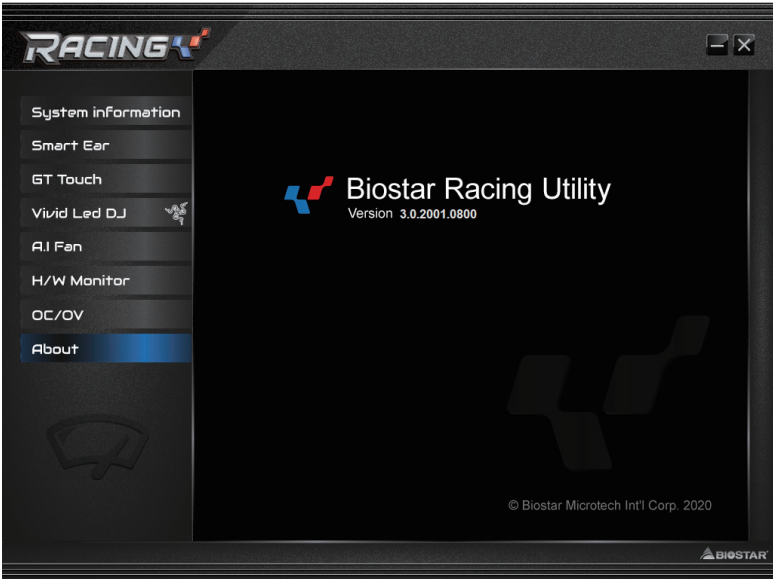 RACING
System information
Smart Ear
GT Touch
Vivid Led DJ
A.I Fan
H/W Monitor
OC/OV
About
Biostar Racing Utility
Version 3.0.2001.0800
© Biostar Microtech Int'l Corp. 2020
BIOSTAR